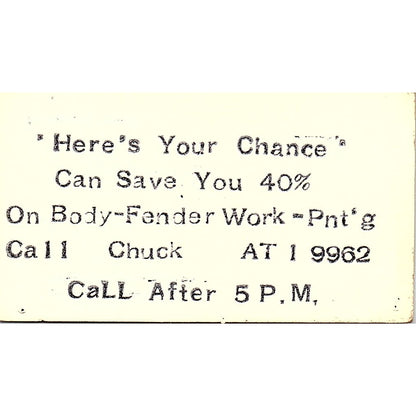 "Here's Your Chance"
Can Save You 40%
On Body-Fender Work-Pnt'g
Call Chuck AT 1 9962
CaLL After 5 P.M.